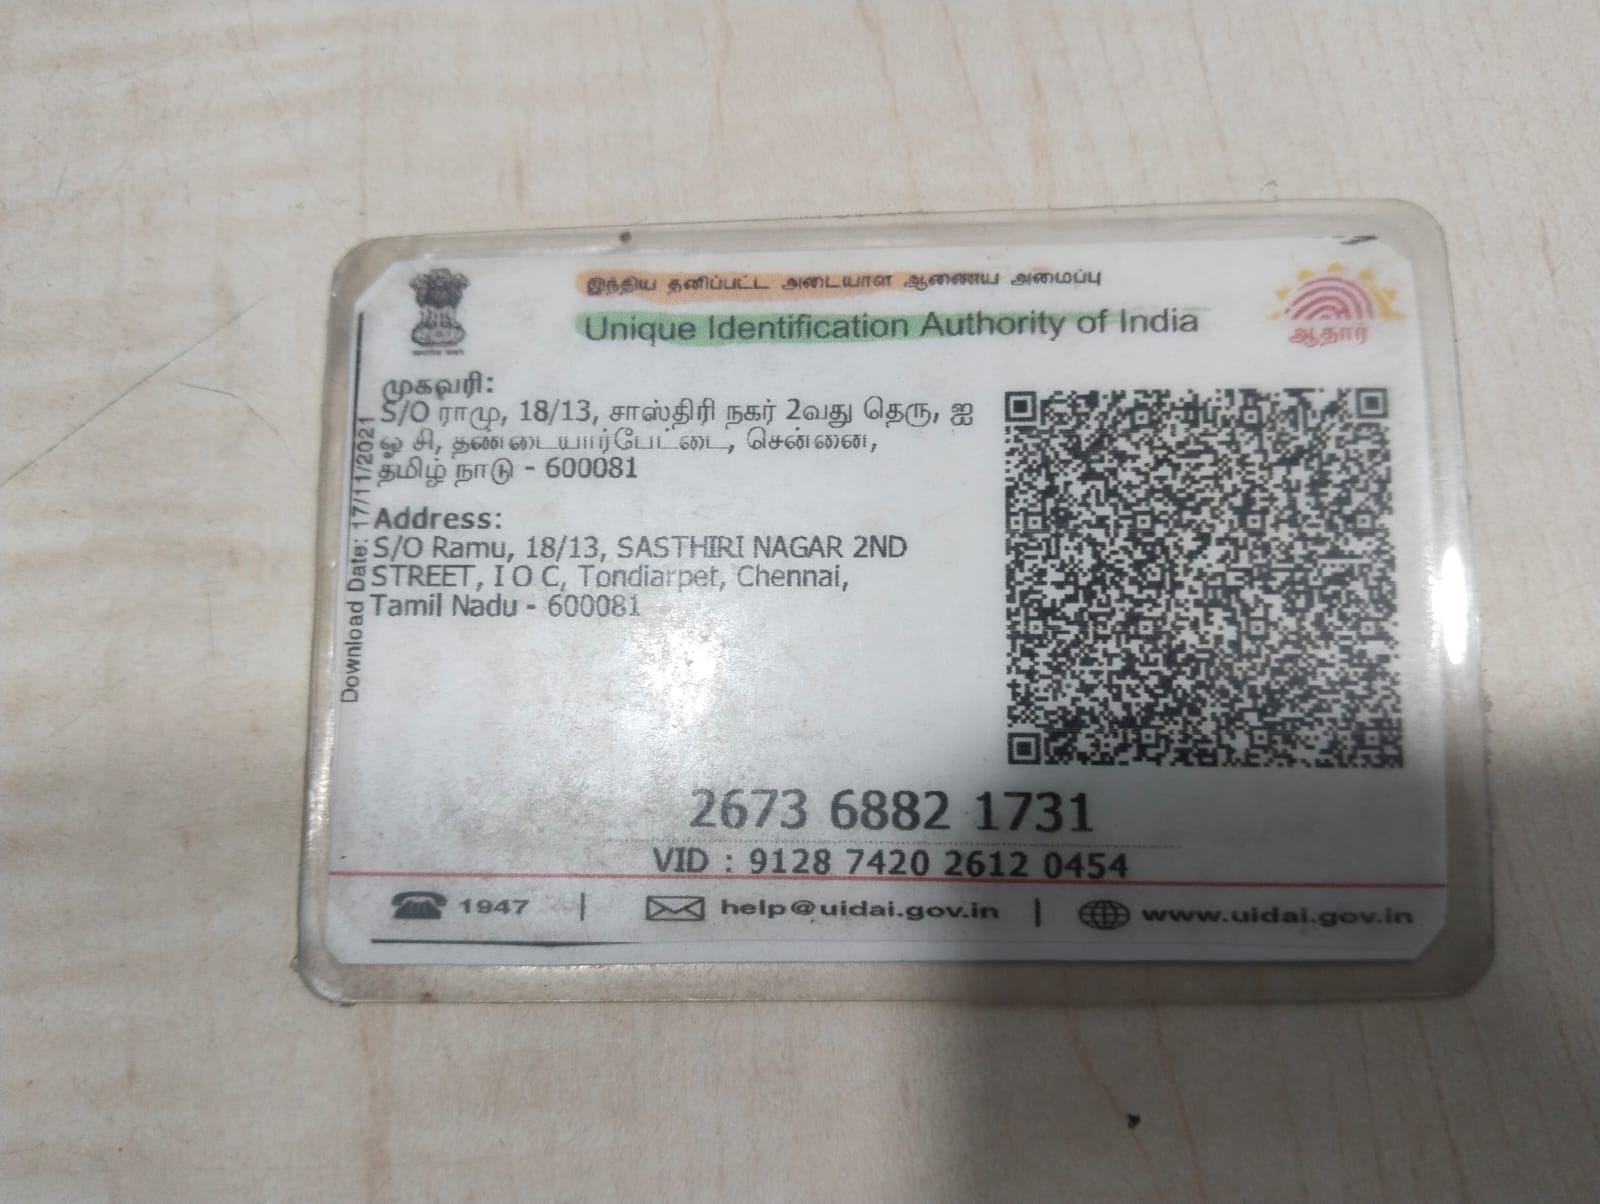 இந்திய தனிப்பட்ட அடையாள ஆணைய அமைப்பு
Unique Identification Authority of India
ஆதார்
முகவரி:
S/O ராமு, 18/13, சாஸ்திரி நகர் 2வது தெரு, ஐ
ஓ சி, தண்டையார்பேட்டை, சென்னை,
தமிழ் நாடு - 600081
Address:
S/O Ramu, 18/13, SASTHIRI NAGAR 2ND
STREET, I O C, Tondiarpet, Chennai,
Tamil Nadu - 600081
Download Date: 17/11/2021
2673 6882 1731
VID : 9128 7420 2612 0454
1947 | help@uidai.gov.in | www.uidai.gov.in